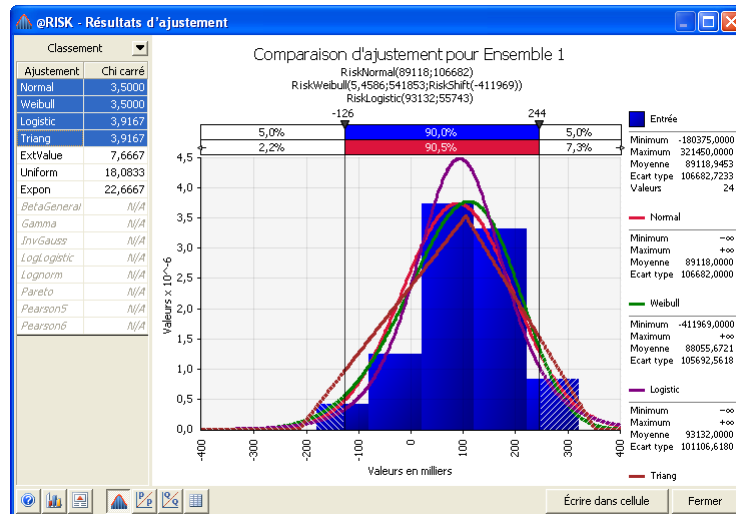 @RISK - Résultats d'ajustement
Classement
Ajustement Chi carré
Normal 3,5000
Weibull 3,5000
Logistic 3,9167
Triang 3,9167
ExtValue 7,6667
Uniform 18,0833
Expon 22,6667
BetaGeneral N/A
Gamma N/A
InvGauss N/A
LogLogistic N/A
Lognorm N/A
Pareto N/A
Pearson5 N/A
Pearson6 N/A
Comparaison d'ajustement pour Ensemble 1
RiskNormal(89118;106682)
RiskWeibull(5,4586;541853;RiskShift(-411969))
RiskLogistic(93132;55743)
-126 244
5,0% 90,0% 5,0%
2,2% 90,5% 7,3%
4,5
4,0
3,5
3,0
2,5
2,0
1,5
1,0
0,5
0,0
Valeurs x 10^-6
-400 -300 -200 -100 0 100 200 300 400
Valeurs en milliers
Entrée
Minimum -180375,0000
Maximum 321450,0000
Moyenne 89118,9453
Ecart type 106682,7233
Valeurs 24
Normal
Minimum -∞
Maximum +∞
Moyenne 89118,0000
Ecart type 106682,0000
Weibull
Minimum -411969,0000
Maximum +∞
Moyenne 88055,6721
Ecart type 105692,5618
Logistic
Minimum -∞
Maximum +∞
Moyenne 93132,0000
Ecart type 101106,6180
Triang
P P
Q Q
Écrire dans cellule
Fermer